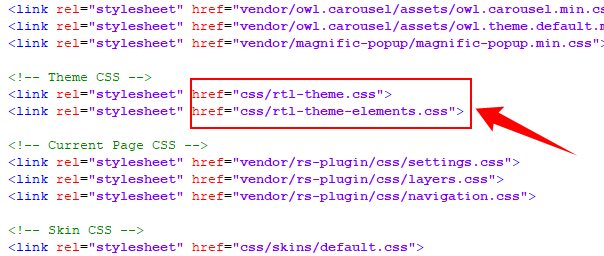 <link rel="stylesheet" href="vendor/owl.carousel/assets/owl.carousel.min.cs
<link rel="stylesheet" href="vendor/owl.carousel/assets/owl.theme.default.m
<link rel="stylesheet" href="vendor/magnific-popup/magnific-popup.min.css">
<!-- Theme CSS -->
<link rel="stylesheet" href="css/rtl-theme.css">
<link rel="stylesheet" href="css/rtl-theme-elements.css">
<!-- Current Page CSS -->
<link rel="stylesheet" href="vendor/rs-plugin/css/settings.css">
<link rel="stylesheet" href="vendor/rs-plugin/css/layers.css">
<link rel="stylesheet" href="vendor/rs-plugin/css/navigation.css">
<!-- Skin CSS -->
<link rel="stylesheet" href="css/skins/default.css">